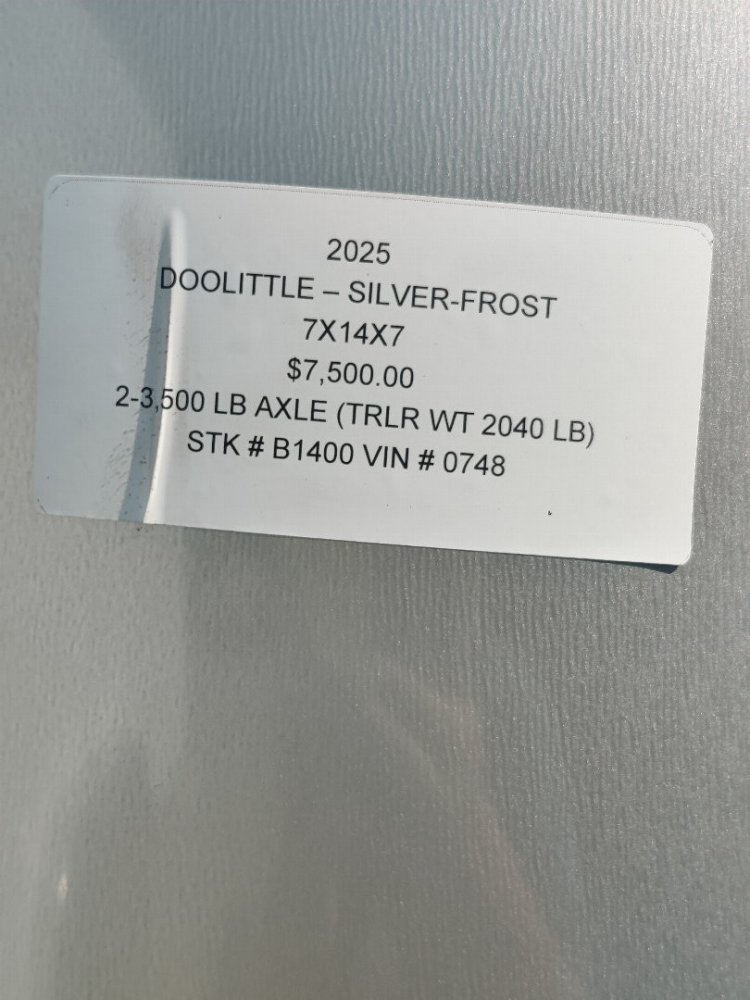 2025
DOOLITTLE – SILVER-FROST
7X14X7
$7,500.00
2-3,500 LB AXLE (TRLR WT 2040 LB)
STK # B1400 VIN # 0748